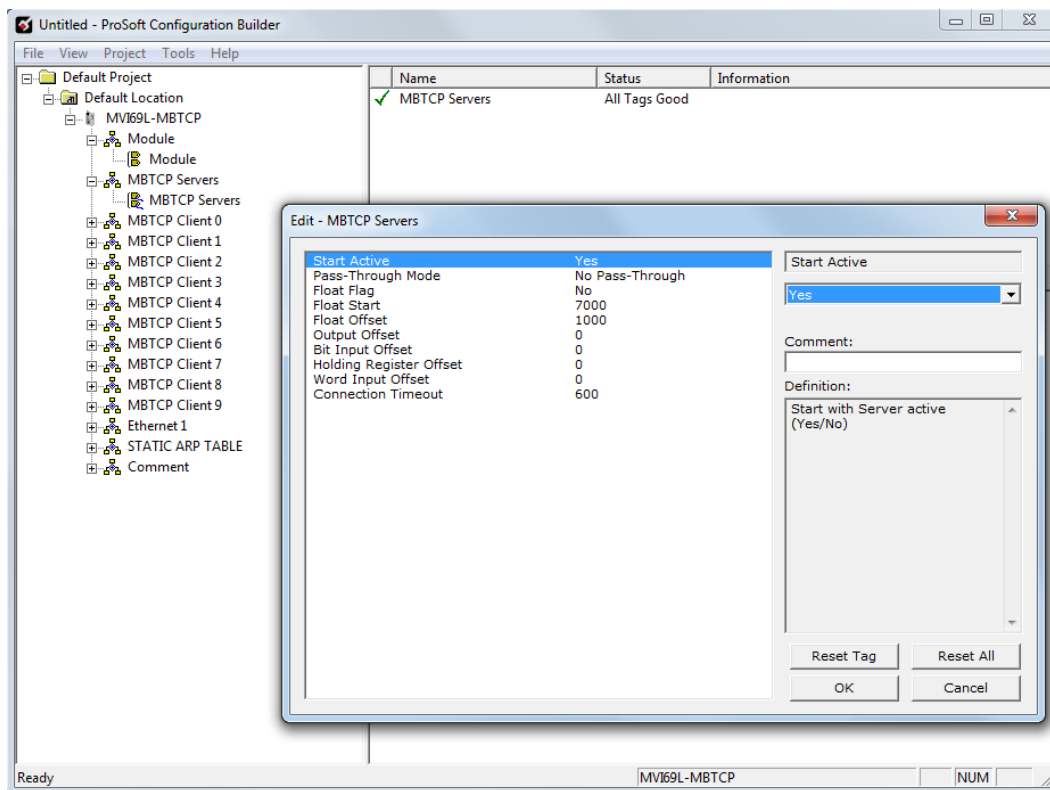 Untitled - ProSoft Configuration Builder
File View Project Tools Help
Default Project
Default Location
MVI69L-MBTCP
Module
Module
MBTCP Servers
MBTCP Servers
MBTCP Client 0
MBTCP Client 1
MBTCP Client 2
MBTCP Client 3
MBTCP Client 4
MBTCP Client 5
MBTCP Client 6
MBTCP Client 7
MBTCP Client 8
MBTCP Client 9
Ethernet 1
STATIC ARP TABLE
Comment
Name Status Information
MBTCP Servers All Tags Good
Edit - MBTCP Servers
Start Active Yes
Pass-Through Mode No Pass-Through
Float Flag No
Float Start 7000
Float Offset 1000
Output Offset 0
Bit Input Offset 0
Holding Register Offset 0
Word Input Offset 0
Connection Timeout 600
Start Active
Yes
Comment:
Definition:
Start with Server active
(Yes/No)
Reset Tag Reset All
OK Cancel
Ready MVI69L-MBTCP NUM